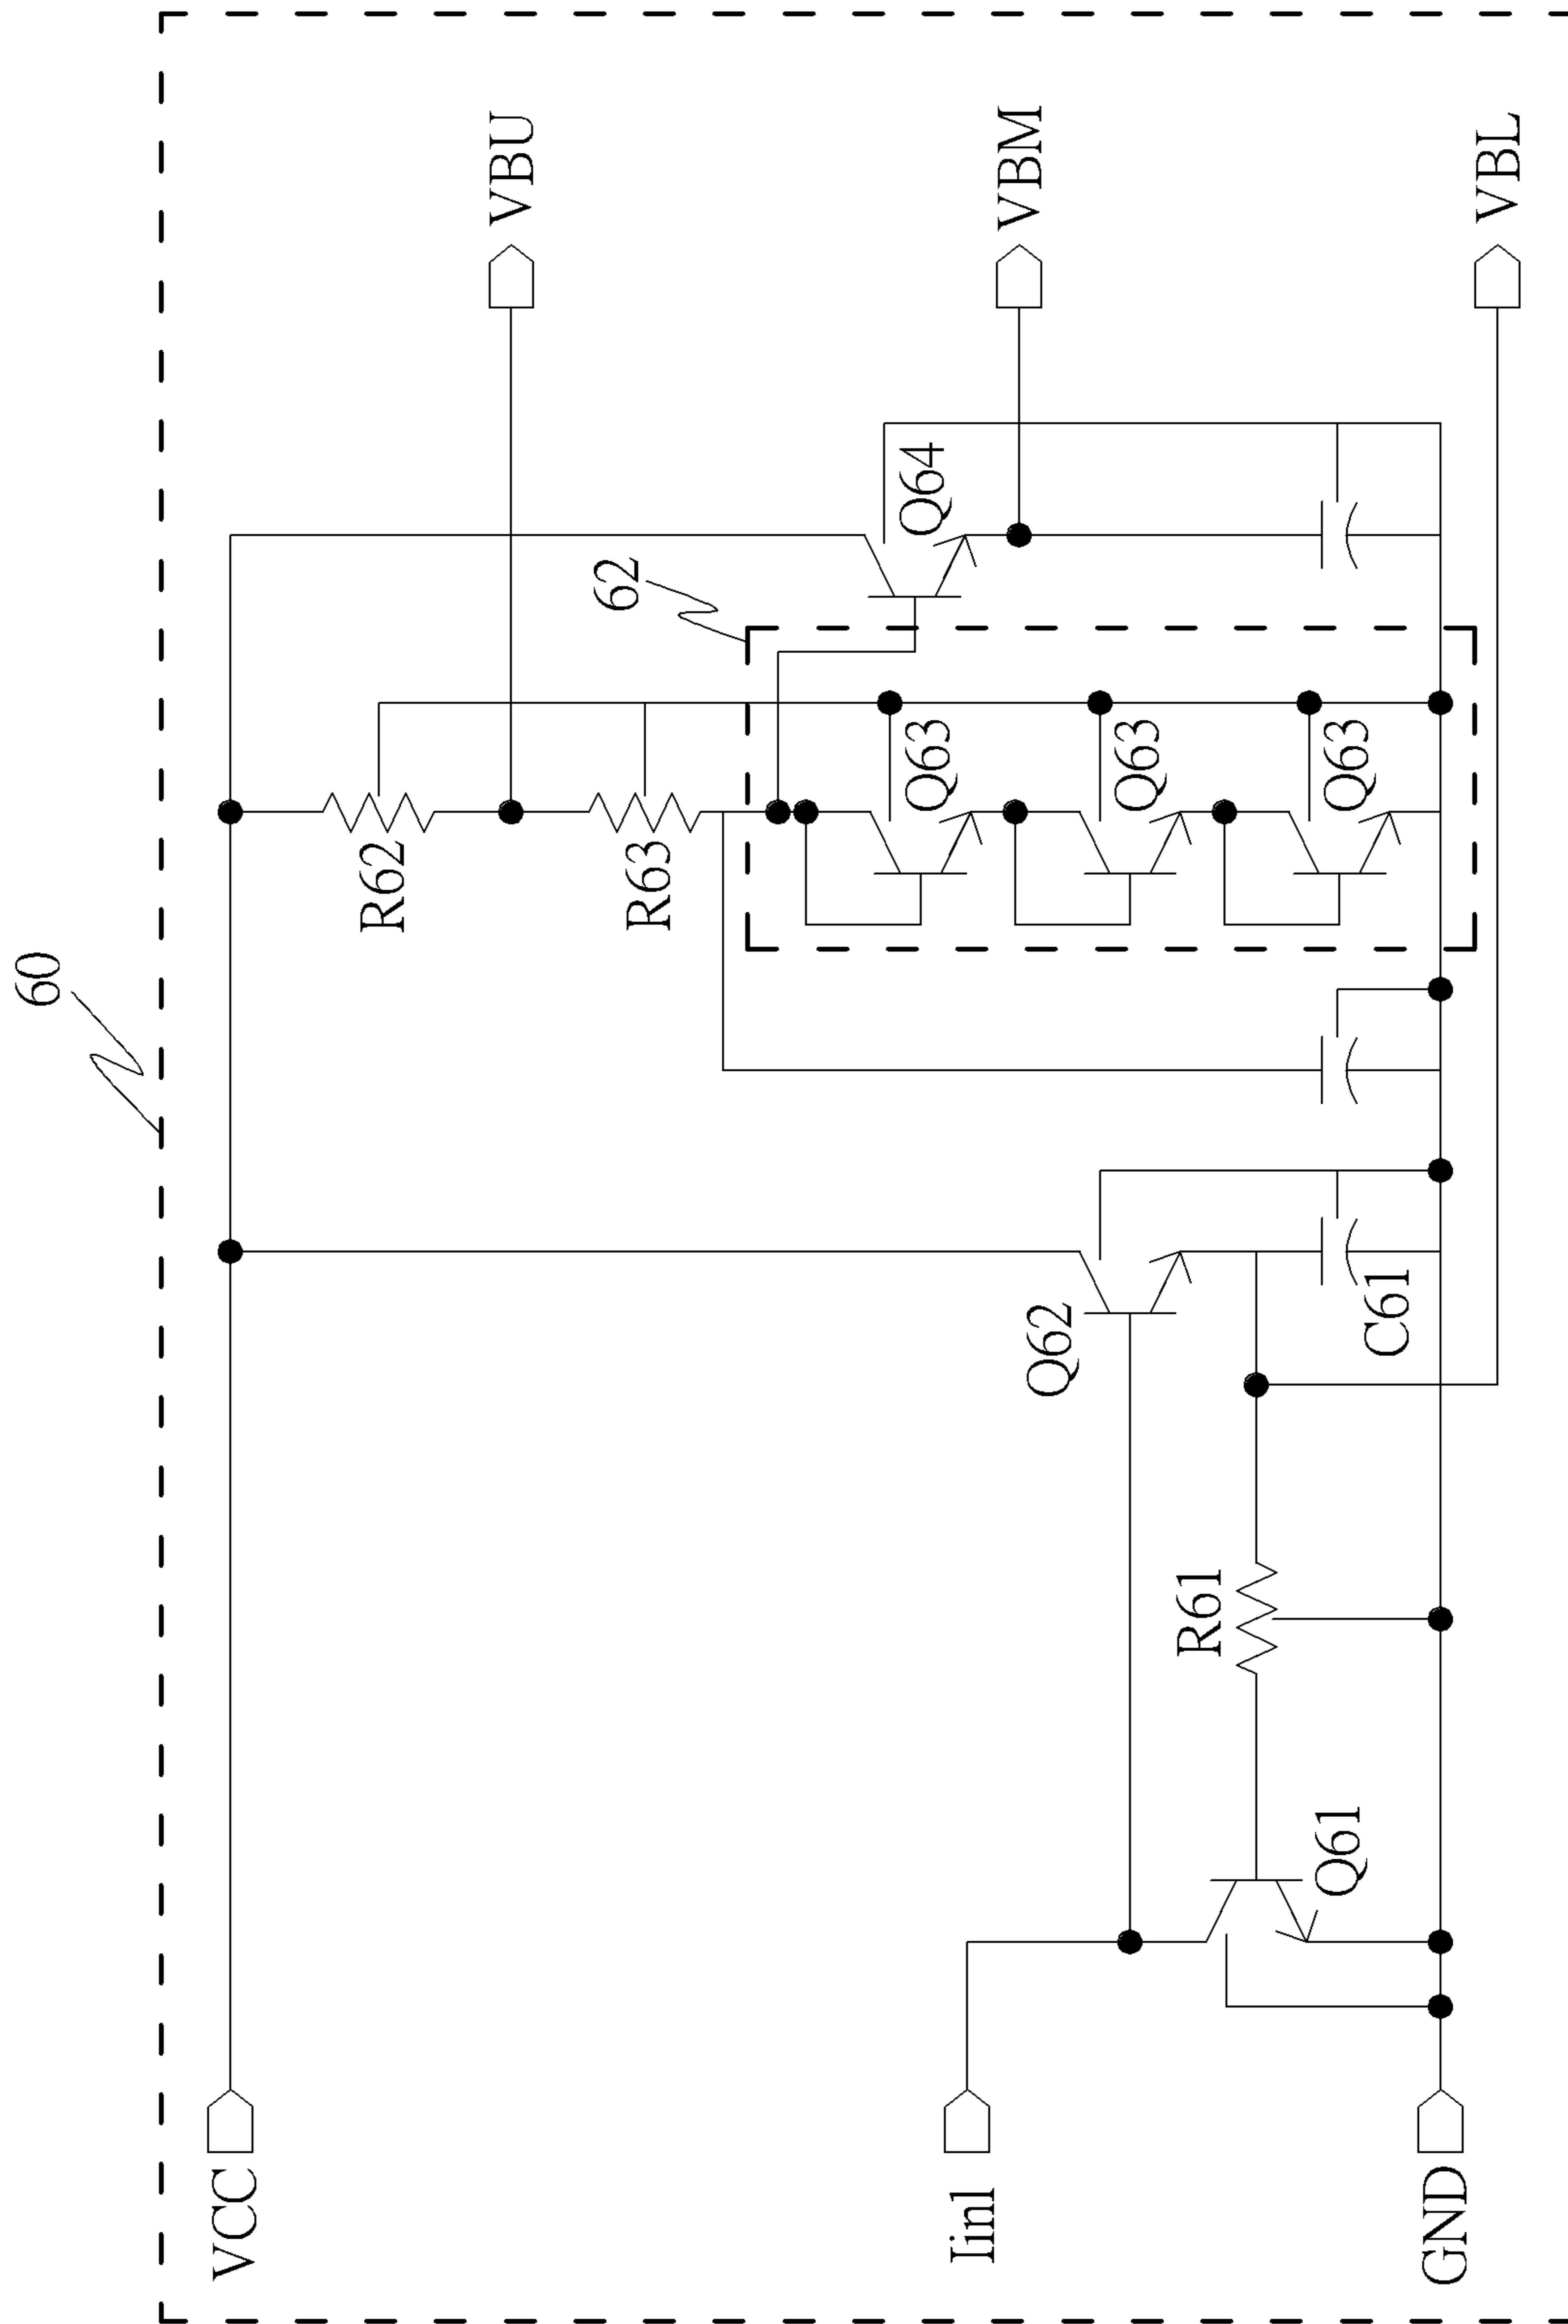 60
VCC
R62
VBU
62
R63
Q63
Q64
Iin1
VBM
Q62
Q63
R61
Q61
Q63
C61
GND
VBL